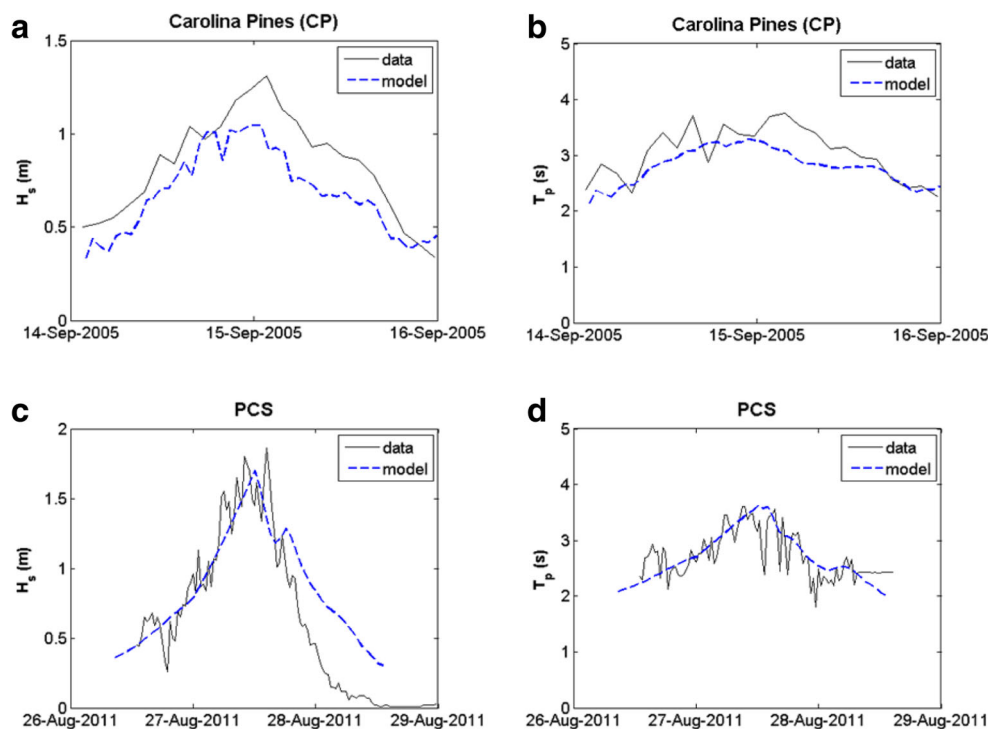 a
Carolina Pines (CP)
data
model
1.5
1
0.5
0
H_s (m)
14-Sep-2005
15-Sep-2005
16-Sep-2005
b
Carolina Pines (CP)
data
model
5
4
3
2
1
0
T_p (s)
14-Sep-2005
15-Sep-2005
16-Sep-2005
c
PCS
data
model
2
1.5
1
0.5
0
H_s (m)
26-Aug-2011
27-Aug-2011
28-Aug-2011
29-Aug-2011
d
PCS
data
model
5
4
3
2
1
0
T_p (s)
26-Aug-2011
27-Aug-2011
28-Aug-2011
29-Aug-2011